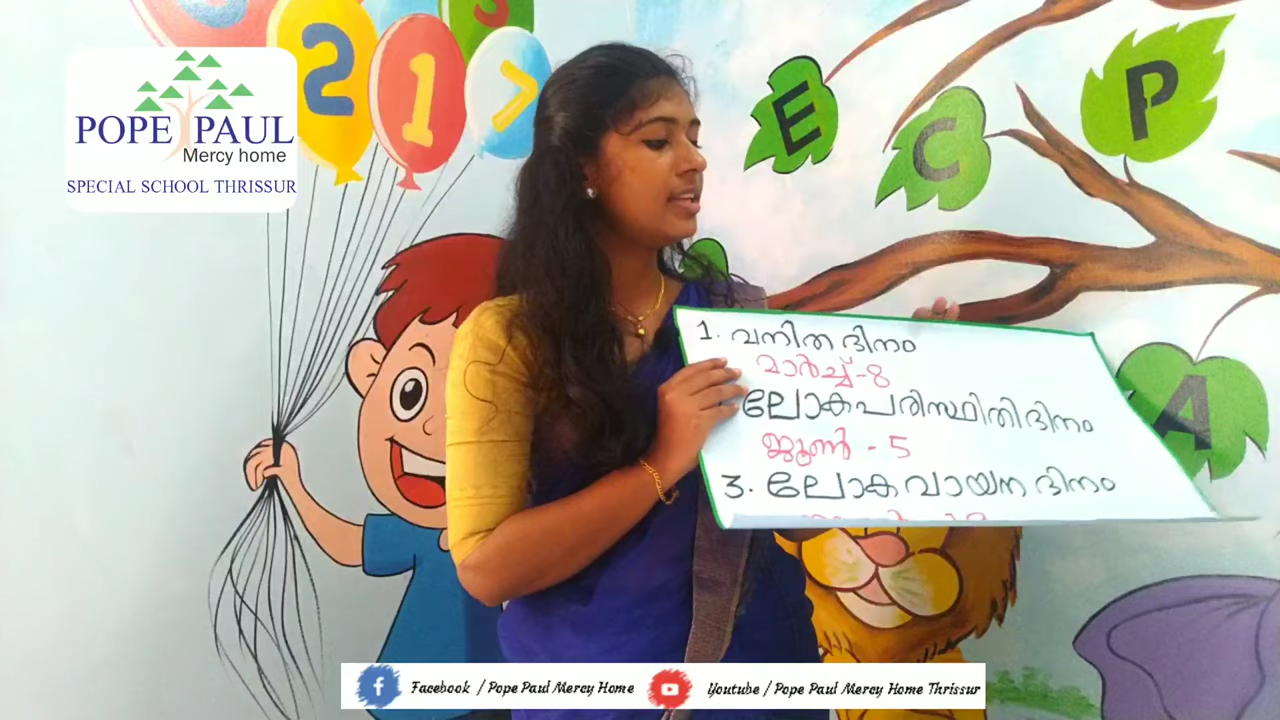 POPE PAUL
Mercy home
SPECIAL SCHOOL THRISSUR
2
1
3
>
E
C
P
A
1. വനിത ദിനം
മാർച്ച് - 8
ലോകപരിസ്ഥിതിദിനം
ജൂൺ - 5
3. ലോക വായന ദിനം
Facebook / Pope Paul Mercy Home
Youtube / Pope Paul Mercy Home Thrissur